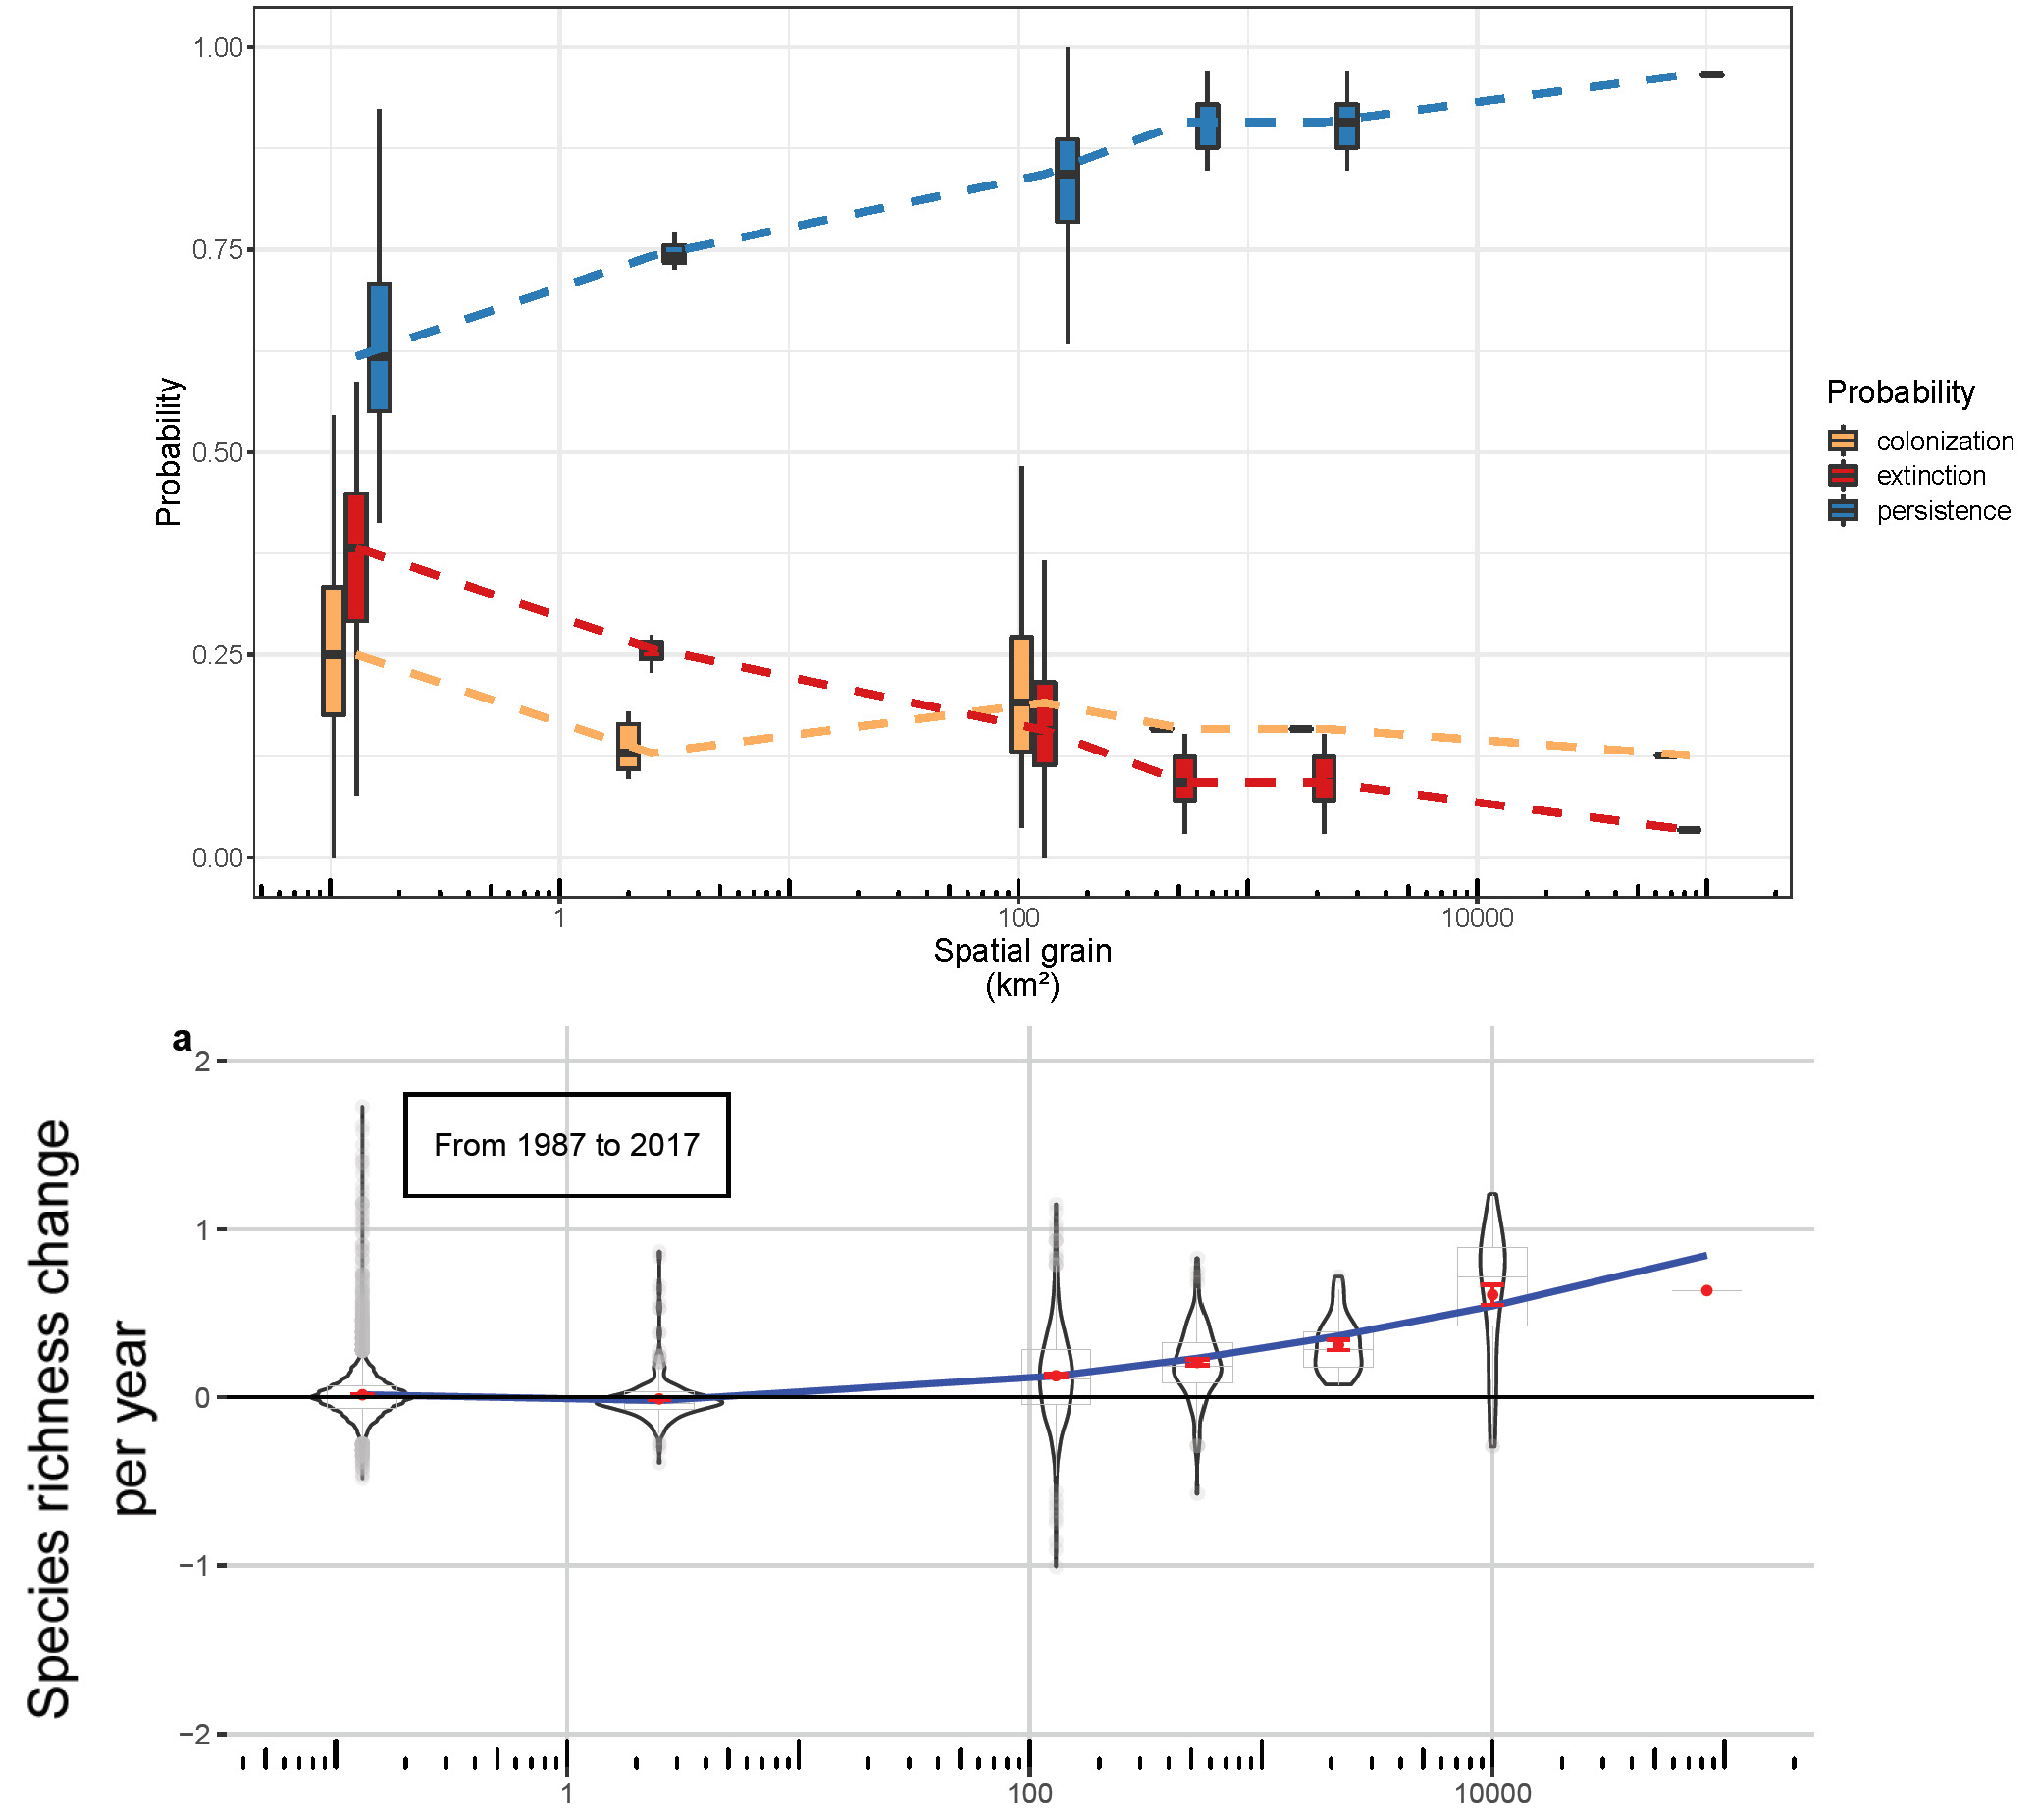 1.00
0.75
0.50
0.25
0.00
Probability
1
100
10000
Spatial grain
(km²)
Probability
colonization
extinction
persistence
a
From 1987 to 2017
2
1
0
−1
−2
Species richness change
per year
1
100
10000